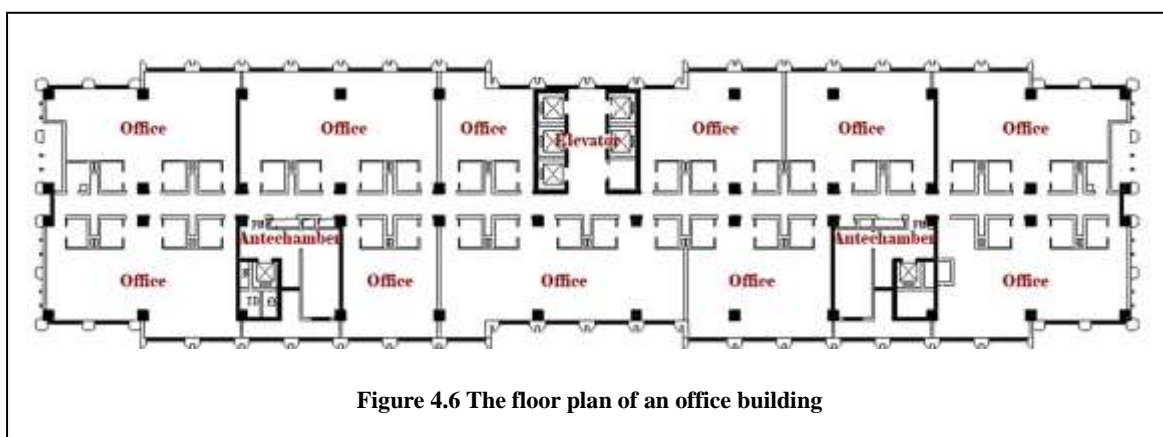 Office Office Office Elevator Office Office Office
Antechamber Antechamber
Office Office Office Office Office
Figure 4.6 The floor plan of an office building